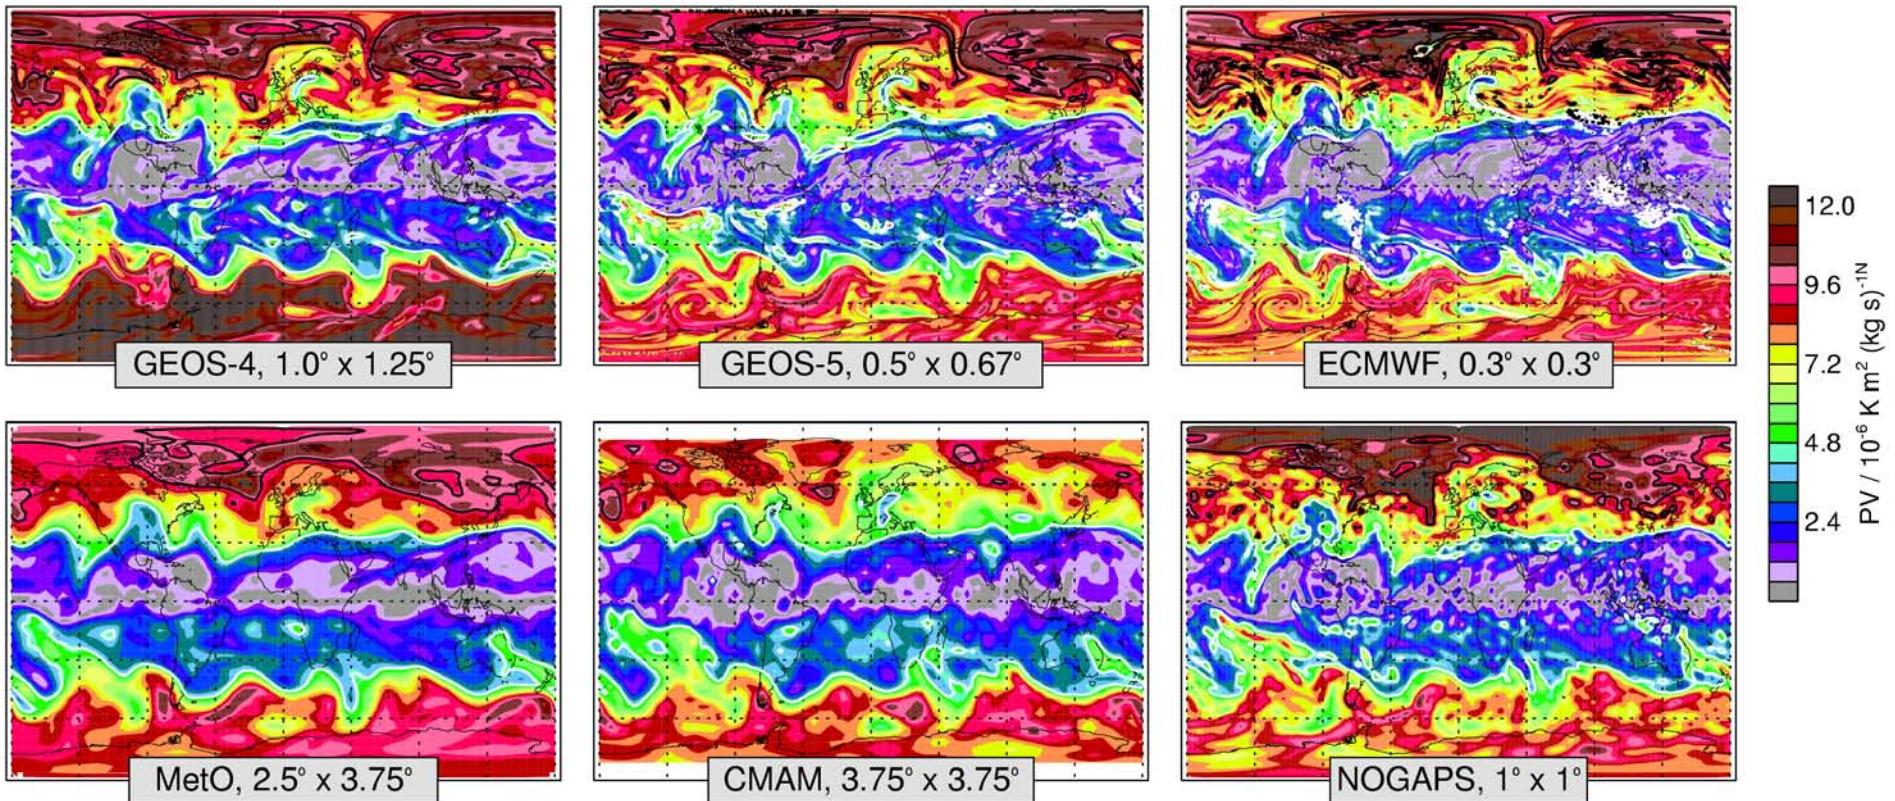 GEOS-4, 1.0° x 1.25°
GEOS-5, 0.5° x 0.67°
ECMWF, 0.3° x 0.3°
MetO, 2.5° x 3.75°
CMAM, 3.75° x 3.75°
NOGAPS, 1° x 1°
12.0
9.6
7.2
4.8
2.4
PV / 10⁻⁶ K m² (kg s)⁻¹ᴺ